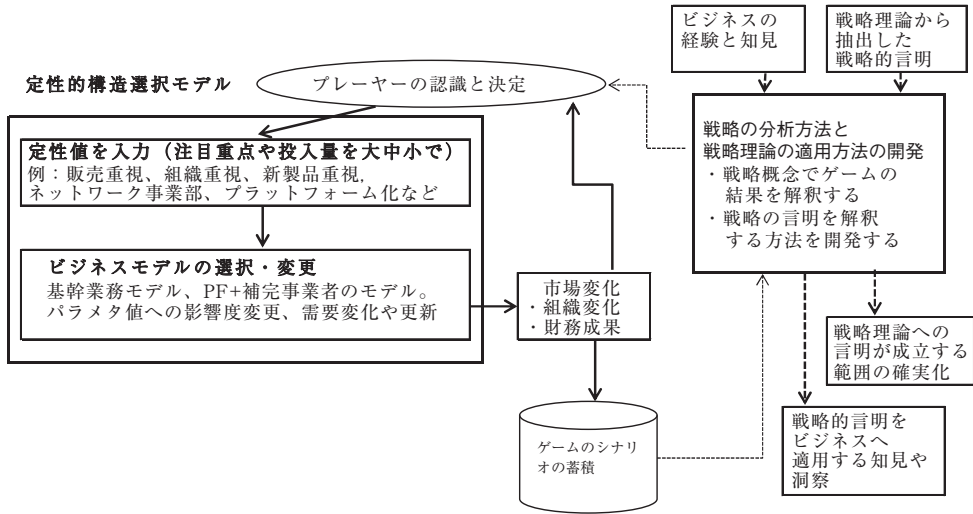 ビジネスの
経験と知見
戦略理論から
抽出した
戦略的言明
定性的構造選択モデル
プレーヤーの認識と決定
定性値を入力（注目重点や投入量を大中小で）
例：販売重視、組織重視、新製品重視,
ネットワーク事業部、プラットフォーム化など
ビジネスモデルの選択・変更
基幹業務モデル、PF+補完事業者のモデル。
パラメタ値への影響度変更、需要変化や更新
市場変化
・組織変化
・財務成果
ゲームのシナリ
オの蓄積
戦略の分析方法と
戦略理論の適用方法の開発
・戦略概念でゲームの
結果を解釈する
・戦略の言明を解釈
する方法を開発する
戦略理論への
言明が成立する
範囲の確実化
戦略的言明を
ビジネスへ
適用する知見や
洞察